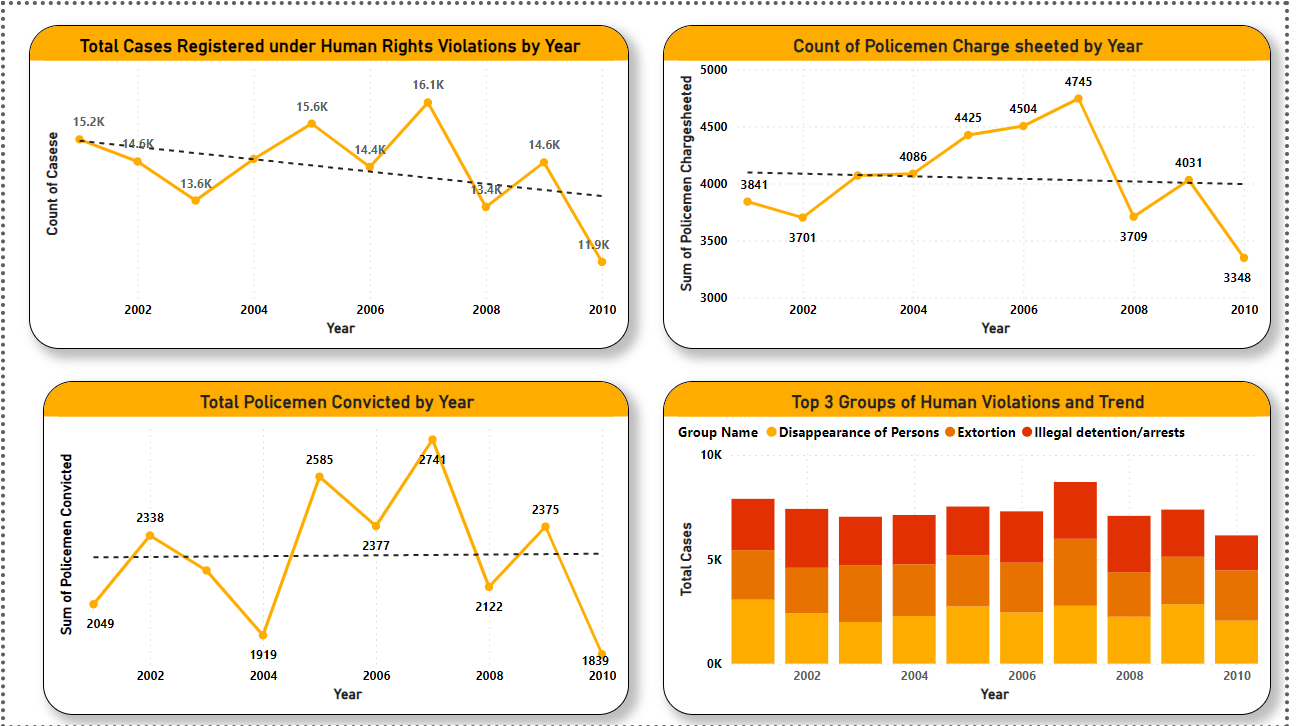 Total Cases Registered under Human Rights Violations by Year
Count of Casese
15.2K
14.6K
13.6K
15.6K
14.4K
16.1K
13.4K
14.6K
11.9K
2002 2004 2006 2008 2010
Year
Count of Policemen Charge sheeted by Year
Sum of Policemen Chargesheeted
5000
4500
4000
3500
3000
3841
3701
4086
4425
4504
4745
3709
4031
3348
2002 2004 2006 2008 2010
Year
Total Policemen Convicted by Year
Sum of Policemen Convicted
2049
2338
1919
2585
2377
2741
2122
2375
1839
2002 2004 2006 2008 2010
Year
Top 3 Groups of Human Violations and Trend
Group Name Disappearance of Persons Extortion Illegal detention/arrests
Total Cases
10K
5K
0K
2002 2004 2006 2008 2010
Year